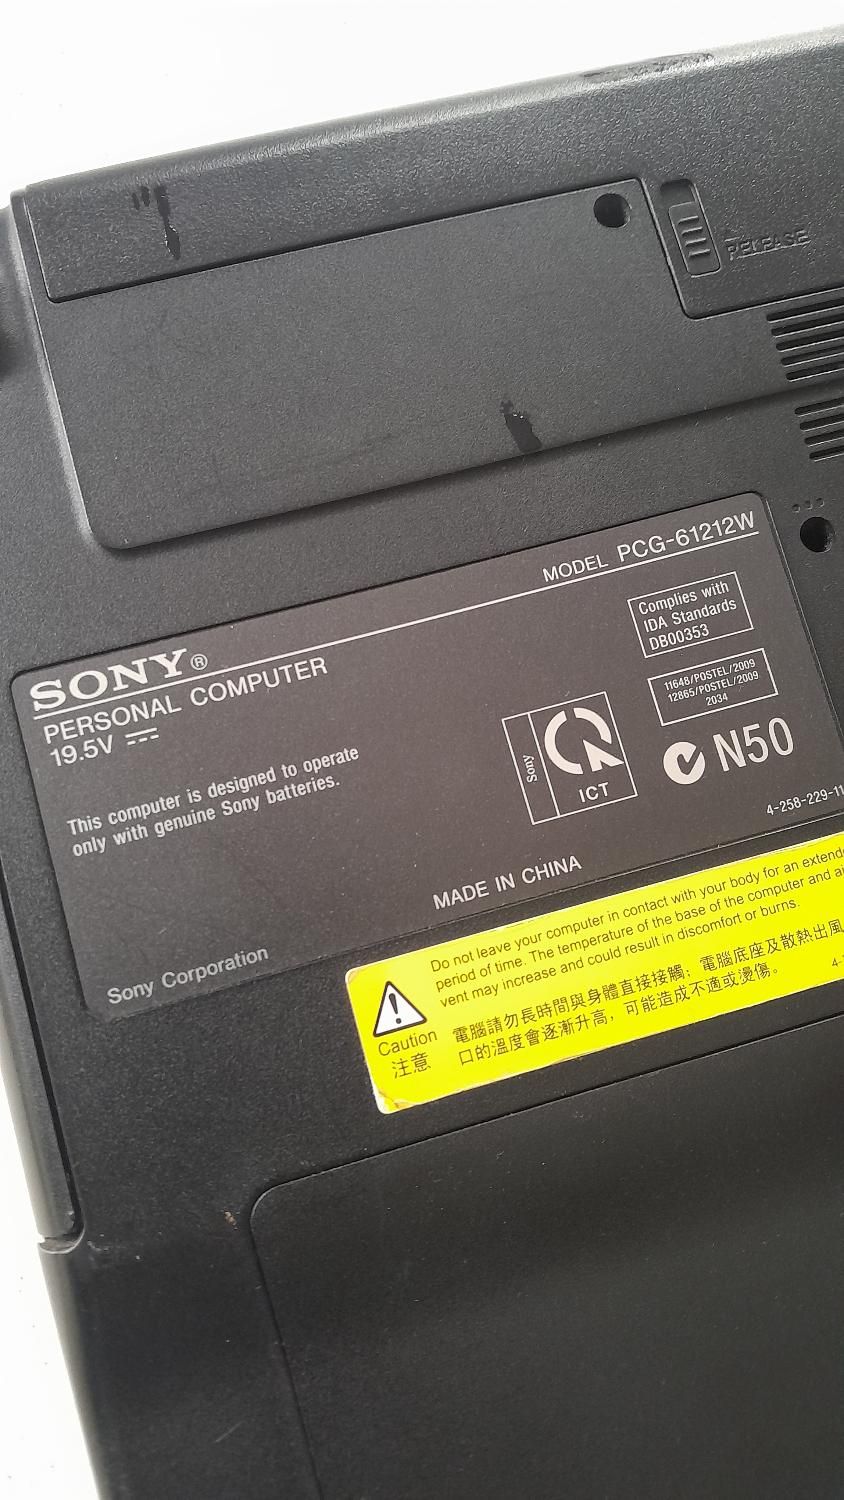 RELEASE
MODEL PCG-61212W
SONY®
PERSONAL COMPUTER
19.5V
This computer is designed to operate
only with genuine Sony batteries.
Complies with
IDA Standards
DB00353
11648/POSTEL/2009
12865/POSTEL/2009
2034
Sony
ICT
N50
4-258-229-11
MADE IN CHINA
Sony Corporation
Do not leave your computer in contact with your body for an extende
period of time. The temperature of the base of the computer and ai
vent may increase and could result in discomfort or burns.
Caution
注意
電腦請勿長時間與身體直接接觸；電腦底座及散熱出風
口的溫度會逐漸升高，可能造成不適或燙傷。
4-